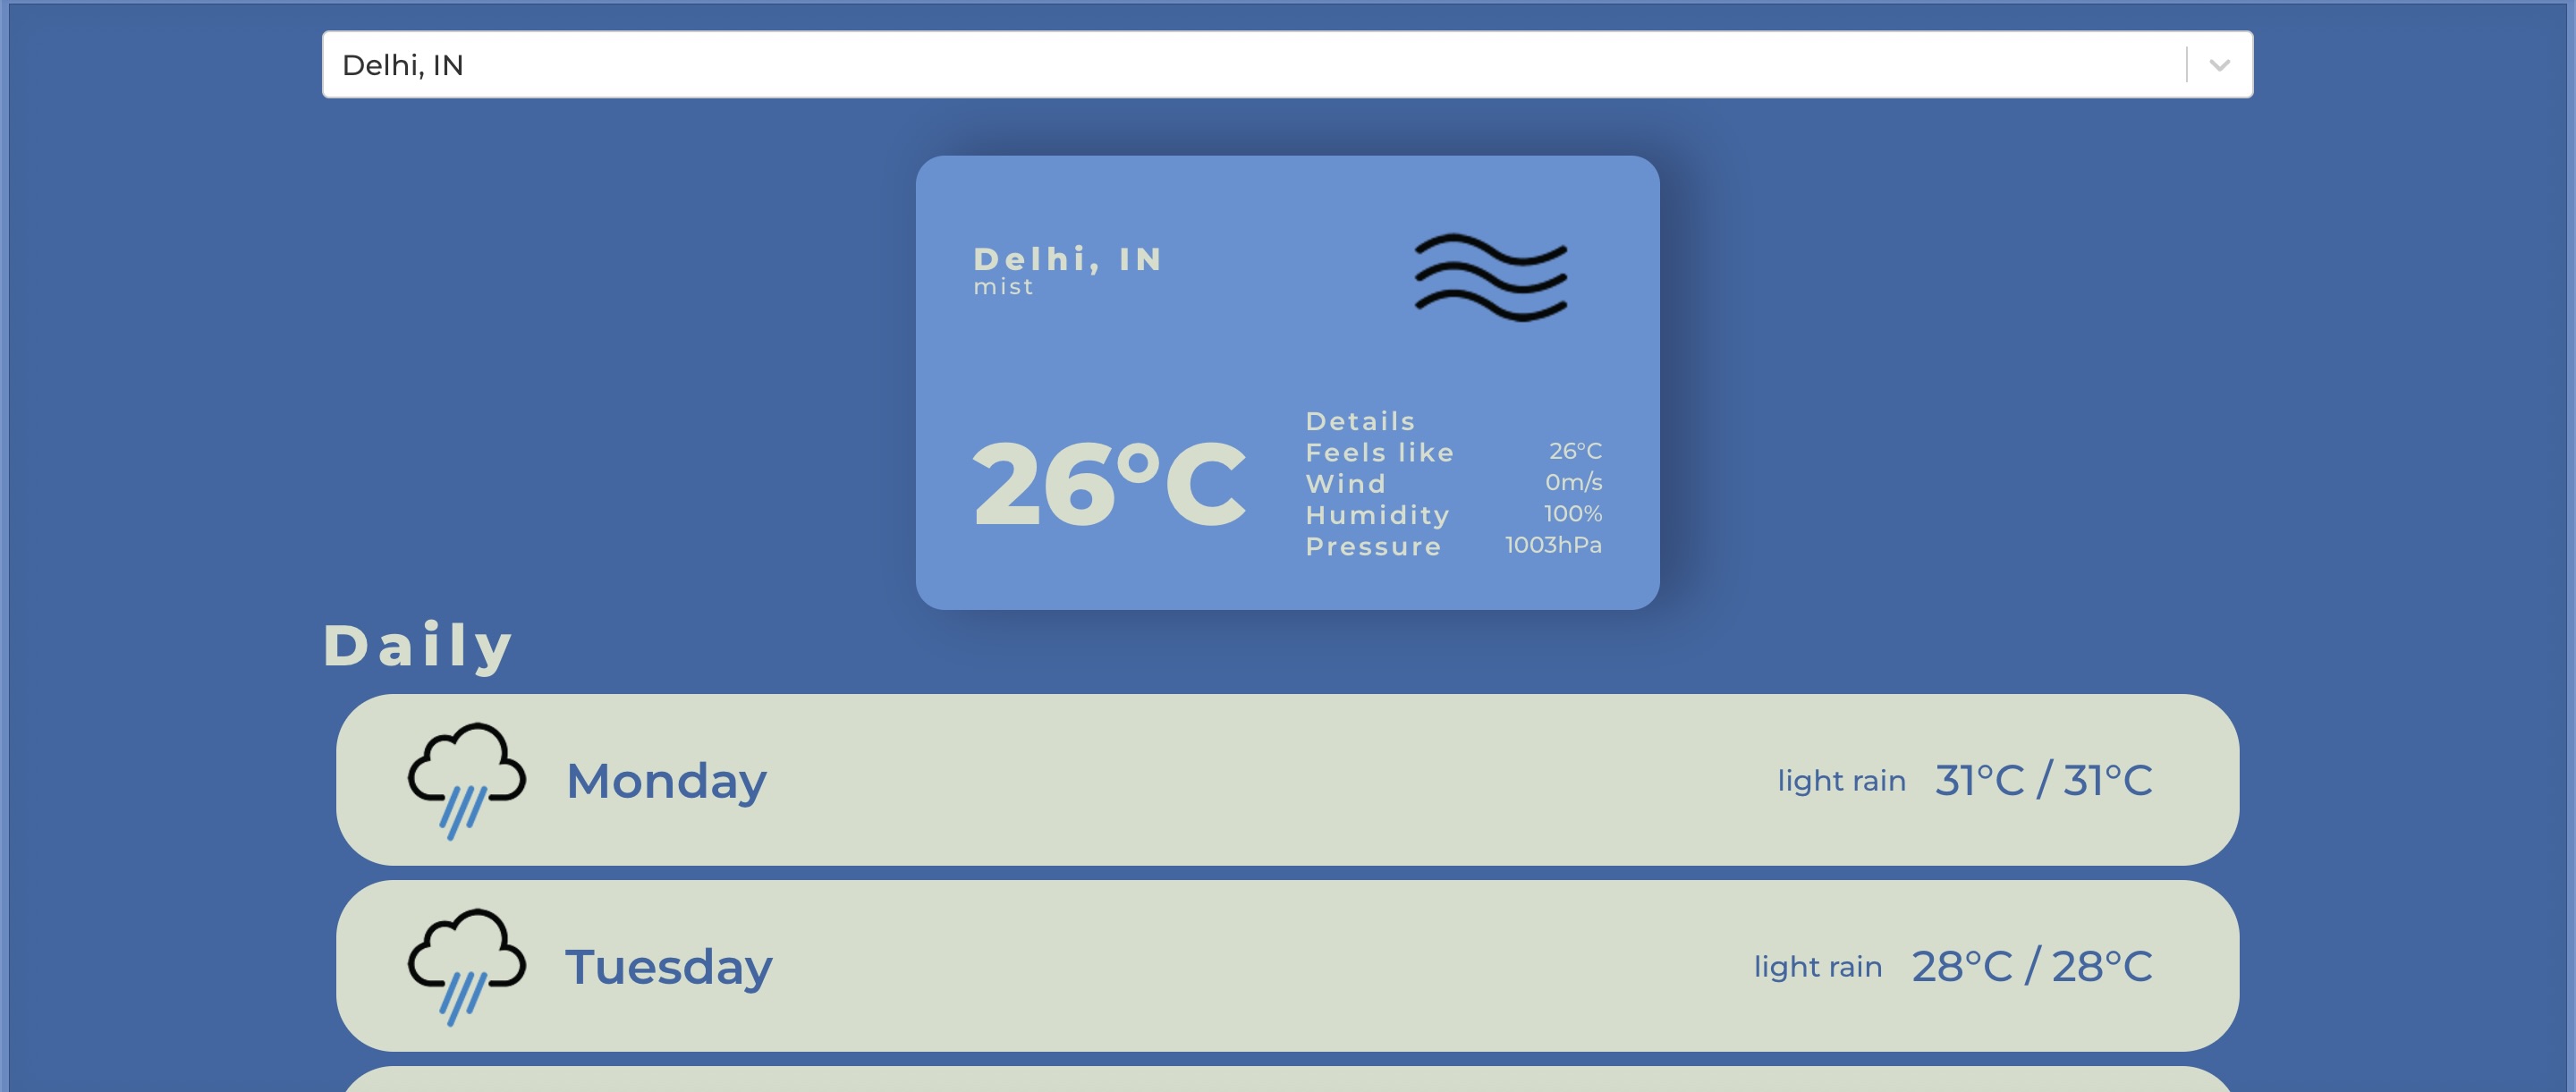 Delhi, IN
Delhi, IN
mist
26°C
Details
Feels like 26°C
Wind 0m/s
Humidity 100%
Pressure 1003hPa
Daily
Monday light rain 31°C / 31°C
Tuesday light rain 28°C / 28°C